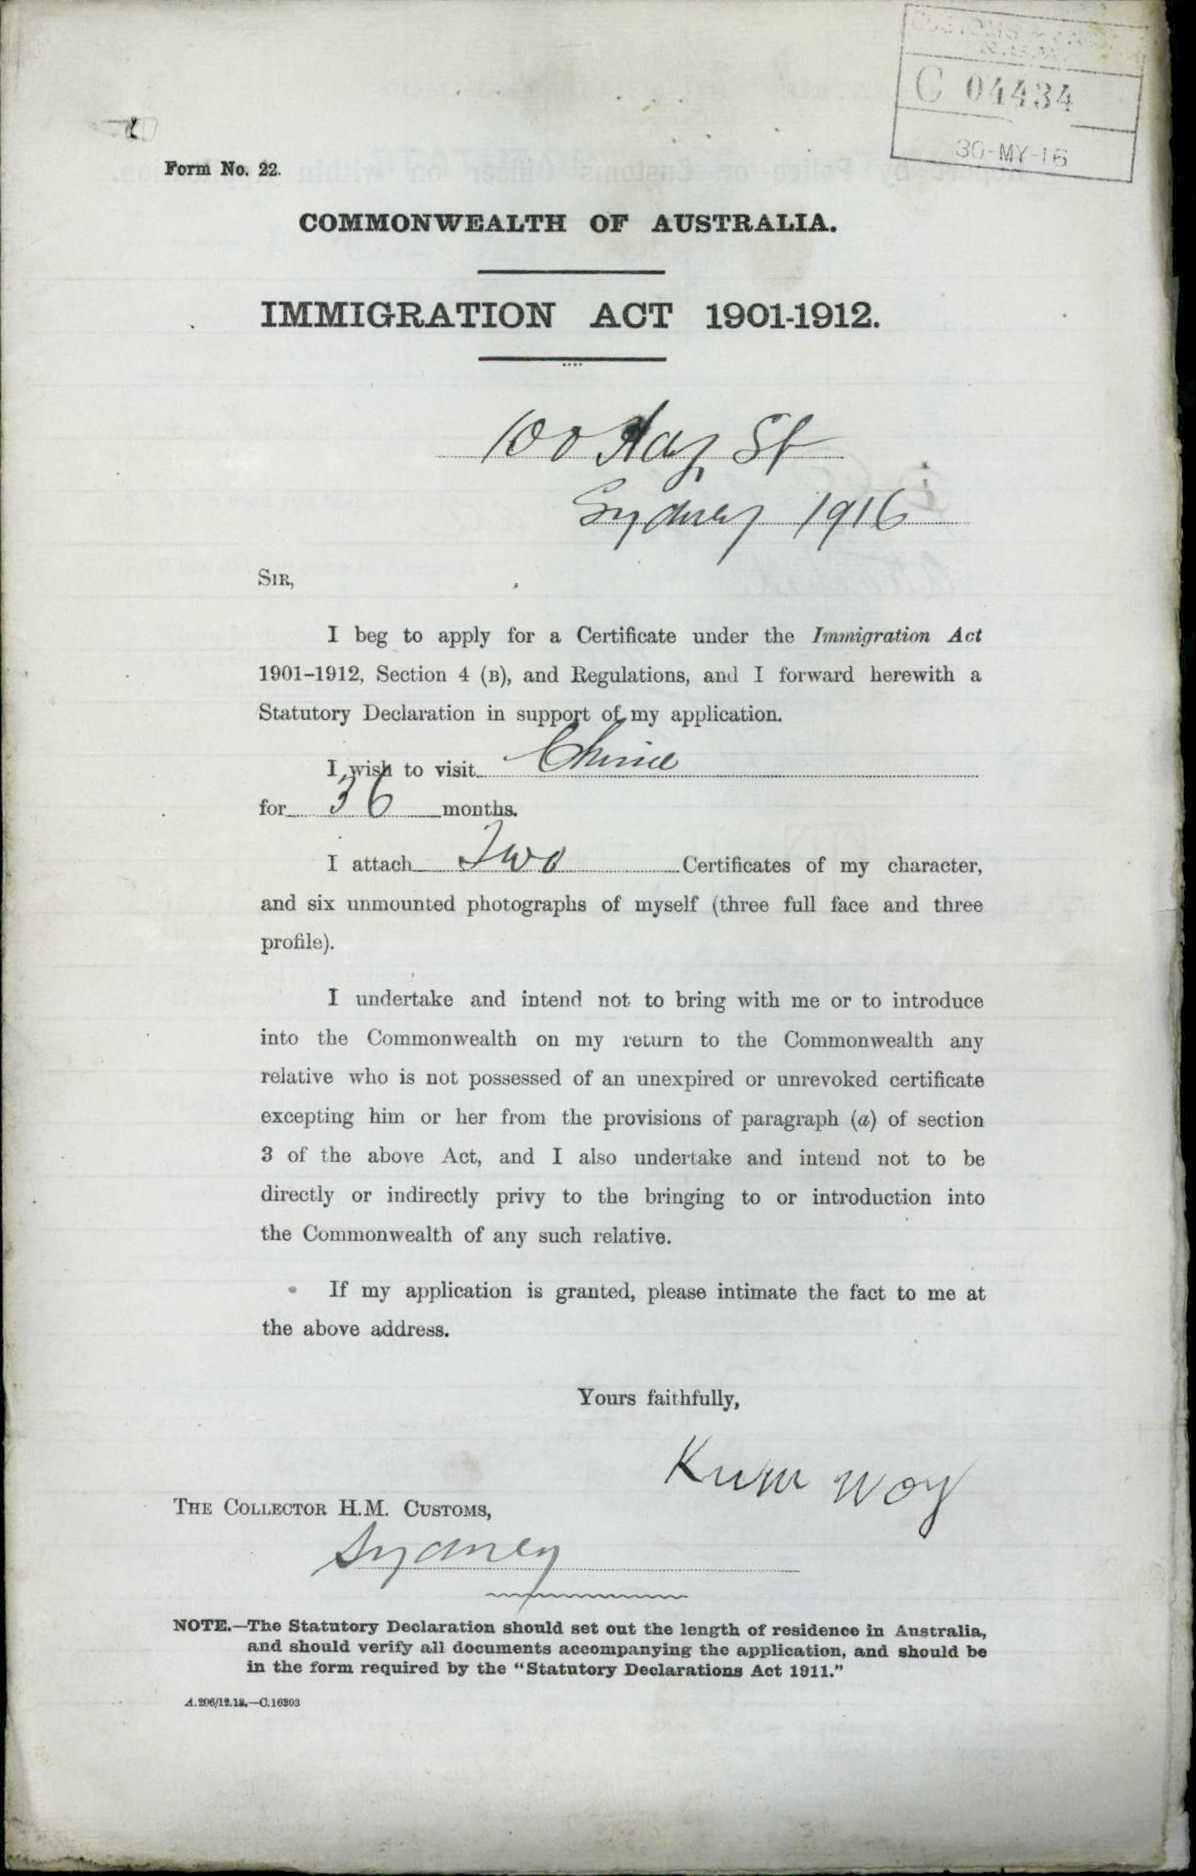 C 04434
30-MY-16
Form No. 22.
COMMONWEALTH OF AUSTRALIA.
IMMIGRATION ACT 1901-1912.
100 Hay St
Sydney 1916
SIR,
I beg to apply for a Certificate under the Immigration Act
1901-1912, Section 4 (B), and Regulations, and I forward herewith a
Statutory Declaration in support of my application.
I wish to visit China
for 36 months.
I attach Two Certificates of my character,
and six unmounted photographs of myself (three full face and three
profile).
I undertake and intend not to bring with me or to introduce
into the Commonwealth on my return to the Commonwealth any
relative who is not possessed of an unexpired or unrevoked certificate
excepting him or her from the provisions of paragraph (a) of section
3 of the above Act, and I also undertake and intend not to be
directly or indirectly privy to the bringing to or introduction into
the Commonwealth of any such relative.
If my application is granted, please intimate the fact to me at
the above address.
Yours faithfully,
Kum Woy
THE COLLECTOR H.M. CUSTOMS,
Sydney
NOTE.—The Statutory Declaration should set out the length of residence in Australia,
and should verify all documents accompanying the application, and should be
in the form required by the "Statutory Declarations Act 1911."